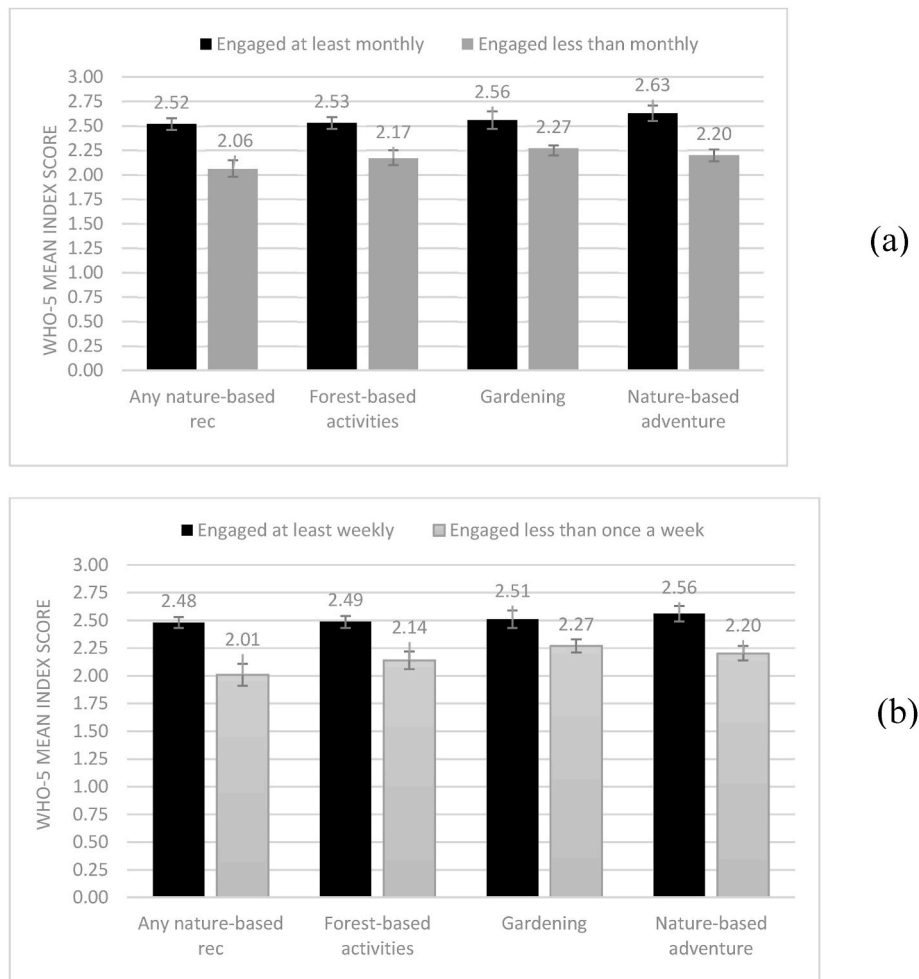 Engaged at least monthly Engaged less than monthly
3.00
2.75
2.50
2.25
2.00
1.75
1.50
1.25
1.00
0.75
0.50
0.25
0.00
WHO-5 MEAN INDEX SCORE
2.52 2.06 2.53 2.17 2.56 2.27 2.63 2.20
Any nature-based Forest-based Gardening Nature-based
rec activities adventure
(a)
Engaged at least weekly Engaged less than once a week
3.00
2.75
2.50
2.25
2.00
1.75
1.50
1.25
1.00
0.75
0.50
0.25
0.00
WHO-5 MEAN INDEX SCORE
2.48 2.01 2.49 2.14 2.51 2.27 2.56 2.20
Any nature-based Forest-based Gardening Nature-based
rec activities adventure
(b)